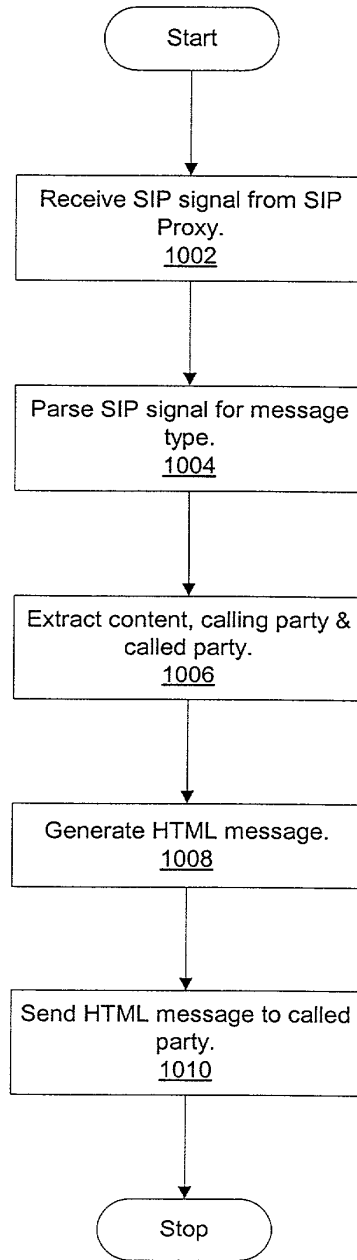 Start
Receive SIP signal from SIP
Proxy.
1002
Parse SIP signal for message
type.
1004
Extract content, calling party &
called party.
1006
Generate HTML message.
1008
Send HTML message to called
party.
1010
Stop